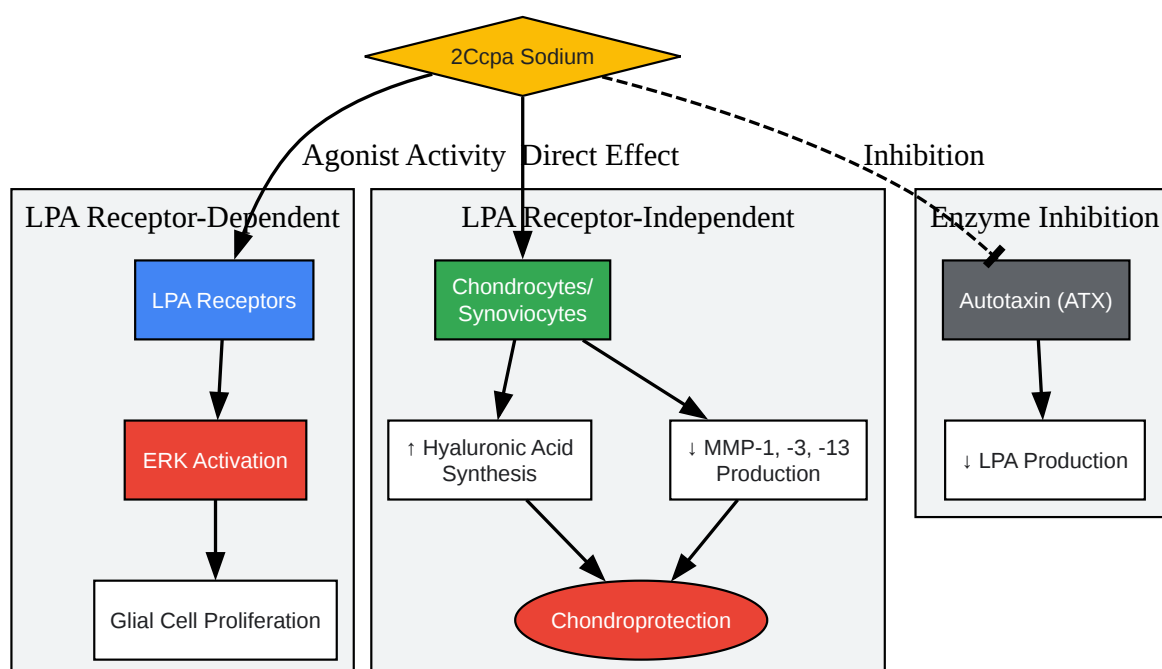 2Ccpa Sodium
Agonist Activity
Direct Effect
Inhibition
LPA Receptor-Dependent
LPA Receptor-Independent
Enzyme Inhibition
LPA Receptors
Chondrocytes/
Synoviocytes
Autotaxin (ATX)
ERK Activation
↑ Hyaluronic Acid
Synthesis
↓ MMP-1, -3, -13
Production
↓ LPA Production
Glial Cell Proliferation
Chondroprotection